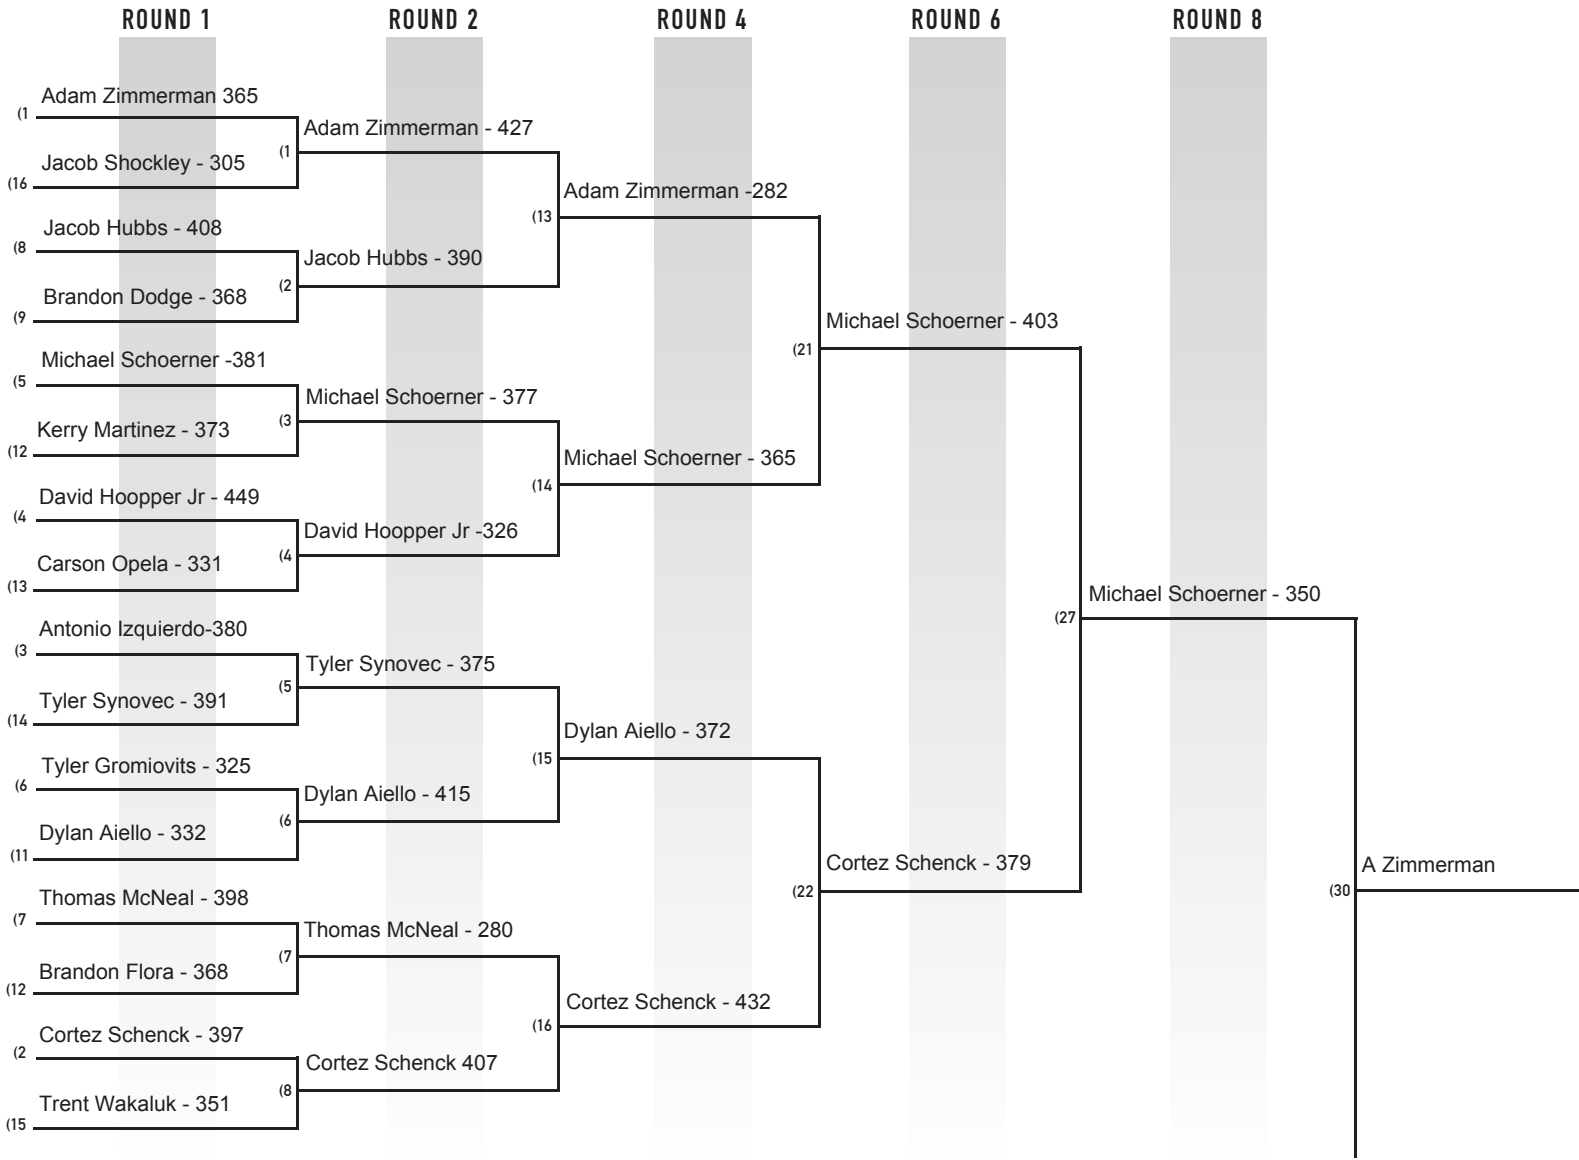 ROUND 1 ROUND 2 ROUND 4 ROUND 6 ROUND 8
Adam Zimmerman 365
(1
Jacob Shockley - 305
(16
Jacob Hubbs - 408
(8
Brandon Dodge - 368
(9
Michael Schoerner -381
(5
Kerry Martinez - 373
(12
David Hoopper Jr - 449
(4
Carson Opela - 331
(13
Antonio Izquierdo-380
(3
Tyler Synovec - 391
(14
Tyler Gromiovits - 325
(6
Dylan Aiello - 332
(11
Thomas McNeal - 398
(7
Brandon Flora - 368
(12
Cortez Schenck - 397
(2
Trent Wakaluk - 351
(15
Adam Zimmerman - 427
(1
Jacob Hubbs - 390
(2
Michael Schoerner - 377
(3
David Hoopper Jr -326
(4
Tyler Synovec - 375
(5
Dylan Aiello - 415
(6
Thomas McNeal - 280
(7
Cortez Schenck 407
(8
Adam Zimmerman -282
(13
Michael Schoerner - 365
(14
Dylan Aiello - 372
(15
Cortez Schenck - 432
(16
Michael Schoerner - 403
(21
Cortez Schenck - 379
(22
Michael Schoerner - 350
(27
A Zimmerman
(30